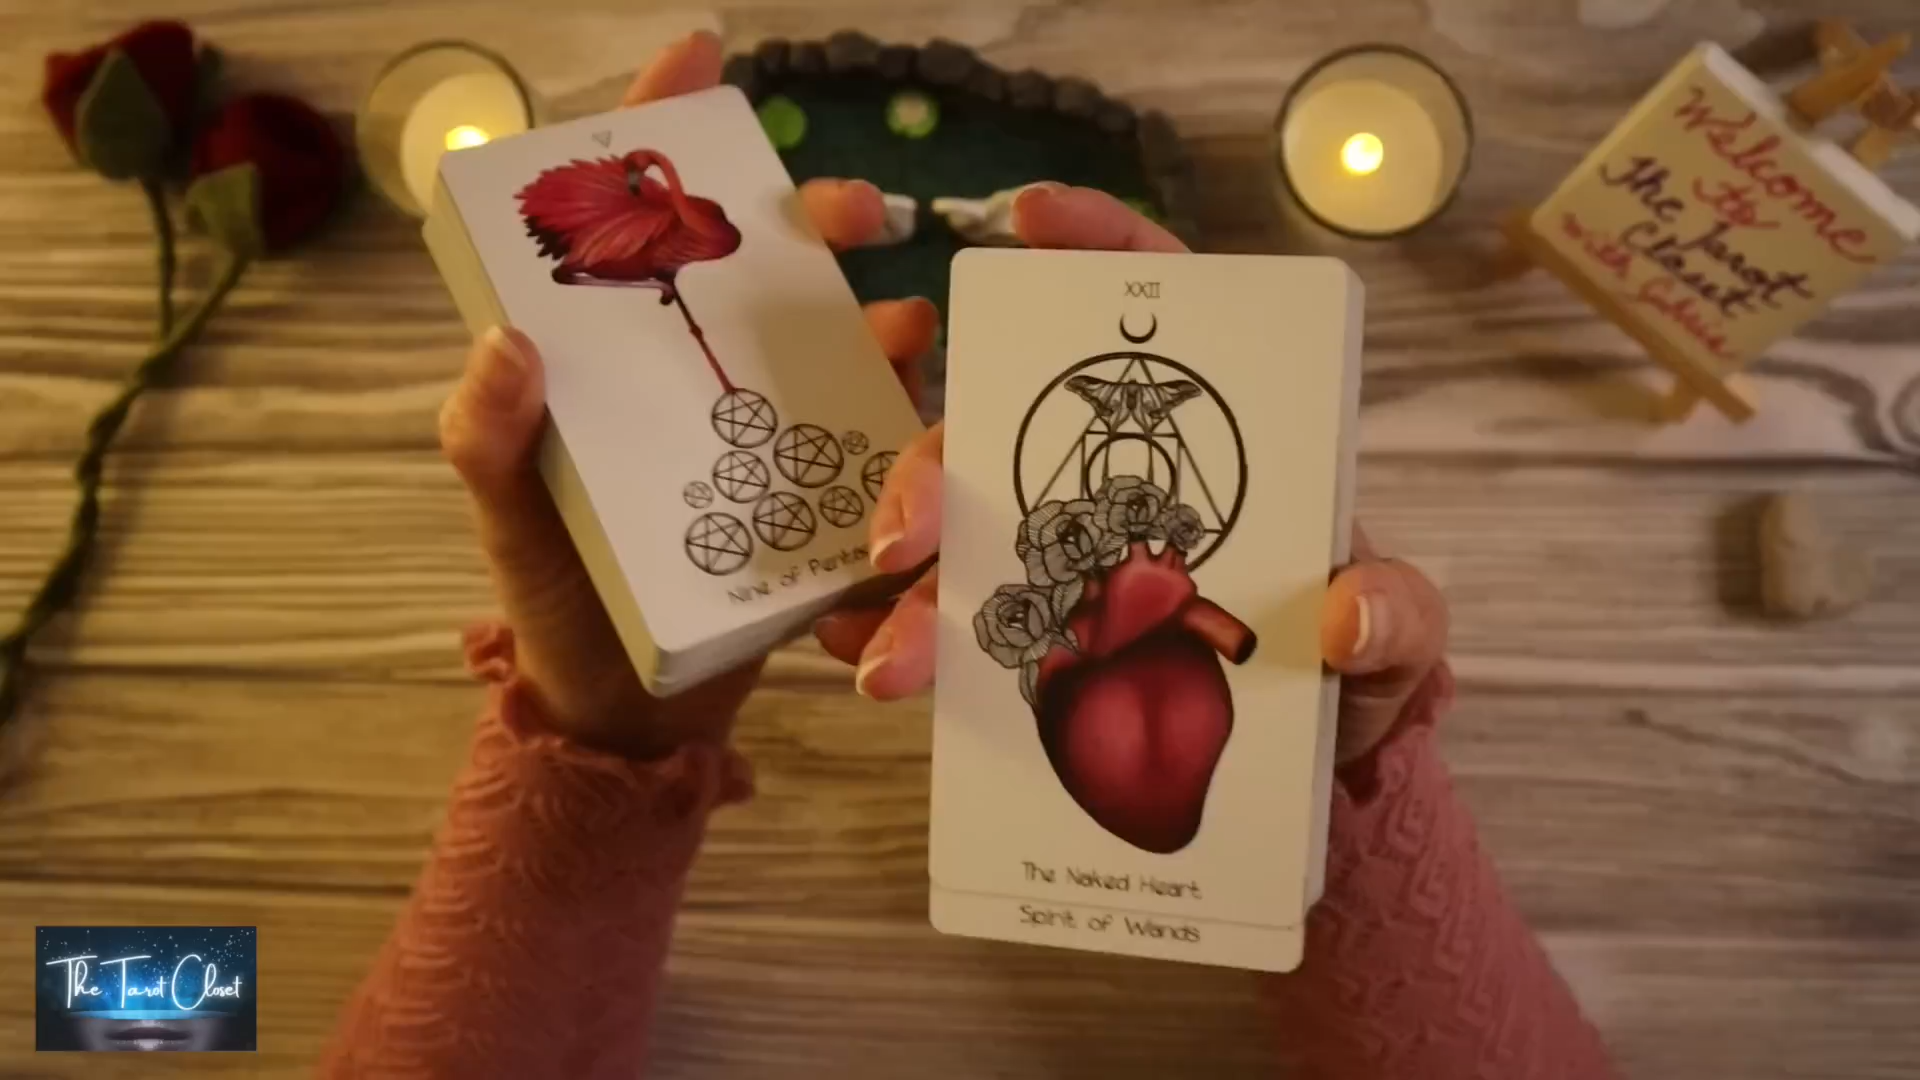 Nine of Pentac
XXII
The Naked Heart
Spirit of Wands
Welcome
to
The Tarot
Closet
with
The Tarot Closet